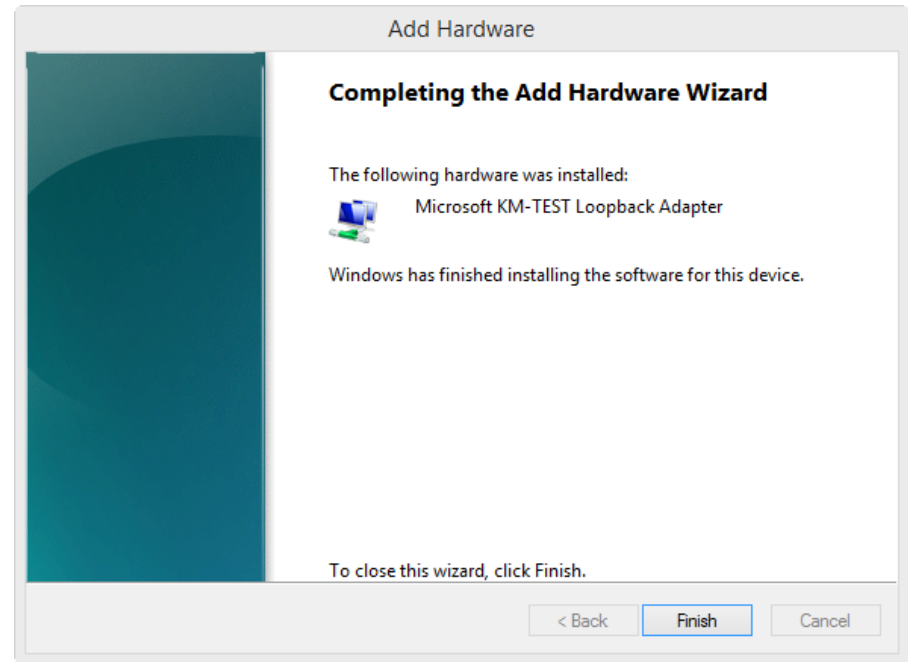 Add Hardware
Completing the Add Hardware Wizard
The following hardware was installed:
Microsoft KM-TEST Loopback Adapter
Windows has finished installing the software for this device.
To close this wizard, click Finish.
< Back
Finish
Cancel